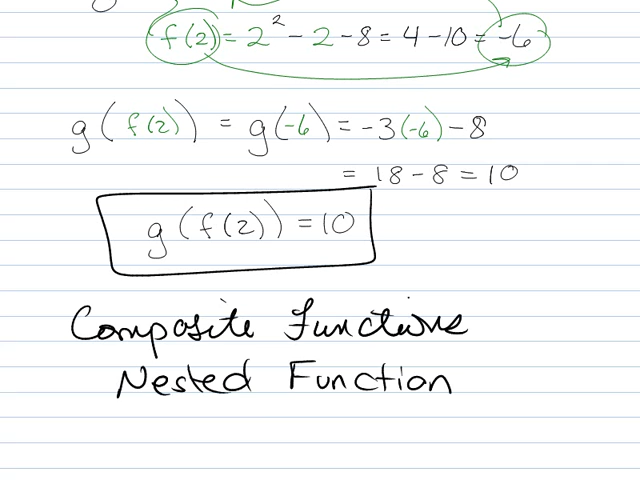 f(2) = 2² - 2 - 8 = 4 - 10 = -6
g(f(2)) = g(-6) = -3(-6) - 8
= 18 - 8 = 10
g(f(2)) = 10
Composite Functions
Nested Function